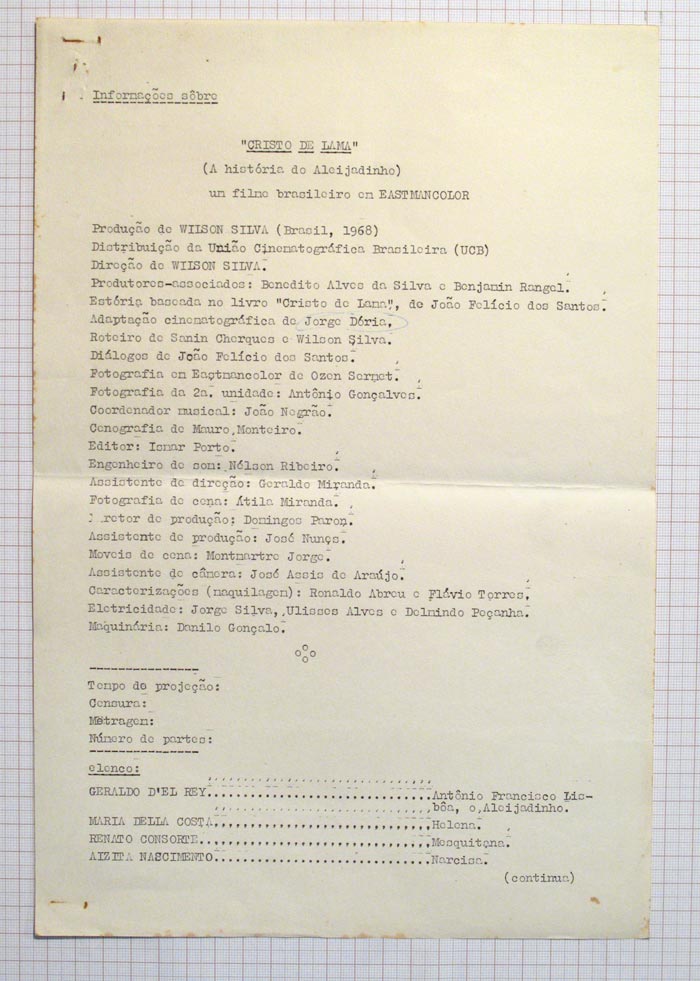 Informações sôbre
"CRISTO DE LAMA"
(A história do Aleijadinho)
um filme brasileiro em EASTMANCOLOR
Produção de WILSON SILVA (Brasil, 1968)
Distribuição da União Cinematográfica Brasileira (UCB)
Direção de WILSON SILVA.
Produtores-associados: Benedito Alves da Silva e Benjamin Rangel.
Estória baseada no livro "Cristo de Lama", de João Felício dos Santos.
Adaptação cinematográfica de Jorge Dória.
Roteiro de Sanin Cherques e Wilson Silva.
Diálogos de João Felício dos Santos.
Fotografia em Eastmancolor de Ozen Sermet.
Fotografia da 2a. unidade: Antônio Gonçalves.
Coordenador musical: João Negrão.
Cenografia de Mauro Monteiro.
Editor: Ismar Porto.
Engenheiro de som: Nélson Ribeiro.
Assistente de direção: Geraldo Miranda.
Fotografia de cena: Átila Miranda.
Diretor de produção: Domingos Paron.
Assistente de produção: José Nunes.
Moveis de cena: Montmartre Jorge.
Assistente de câmera: José Assis de Araújo.
Caracterizações (maquilagem): Ronaldo Abreu e Flávio Torres.
Eletricidade: Jorge Silva, Ulisses Alves e Delmindo Peçanha.
Maquinária: Danilo Gonçalo.
Tempo de projeção:
Censura:
Metragem:
Número de partes:
elenco:
GERALDO D'EL REY..............................Antônio Francisco Lis-
bôa, o Aleijadinho.
MARIA DELLA COSTA..............................Helena.
RENATO CONSORTE..............................Mesquitena.
AIZITA NASCIMENTO..............................Narcisa.
(continua)